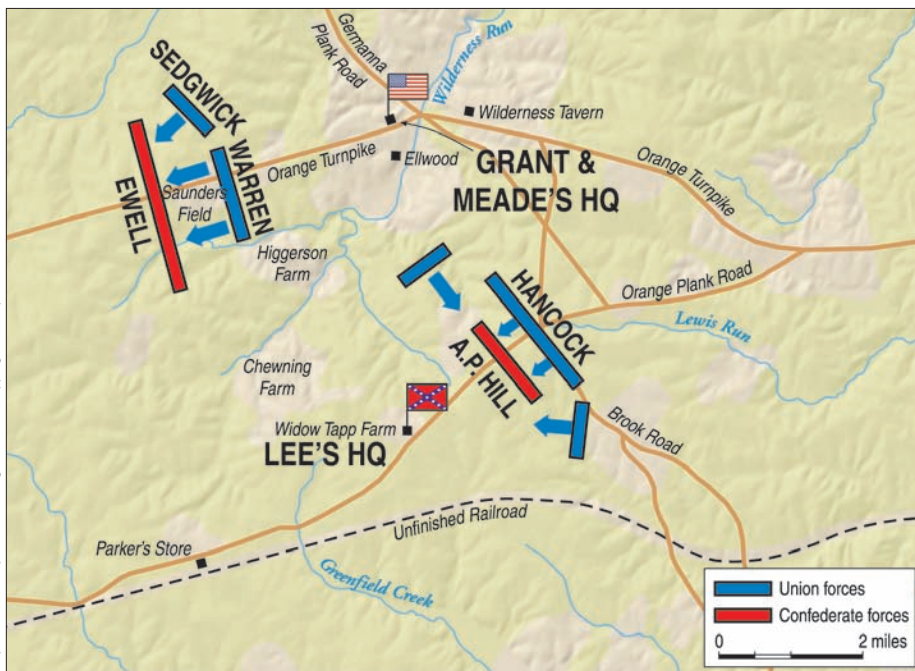 Germanna
Plank Road
Wilderness Run
SEDGWICK
Wilderness Tavern
WARREN
Orange Turnpike
Ellwood
GRANT &
MEADE'S HQ
Orange Turnpike
EWELL
Saunders
Field
Higgerson
Farm
HANCOCK
Orange Plank Road
Lewis Run
A.P. HILL
Chewning
Farm
Widow Tapp Farm
LEE'S HQ
Brook Road
Unfinished Railroad
Parker's Store
Greenfield Creek
Union forces
Confederate forces
0 2 miles